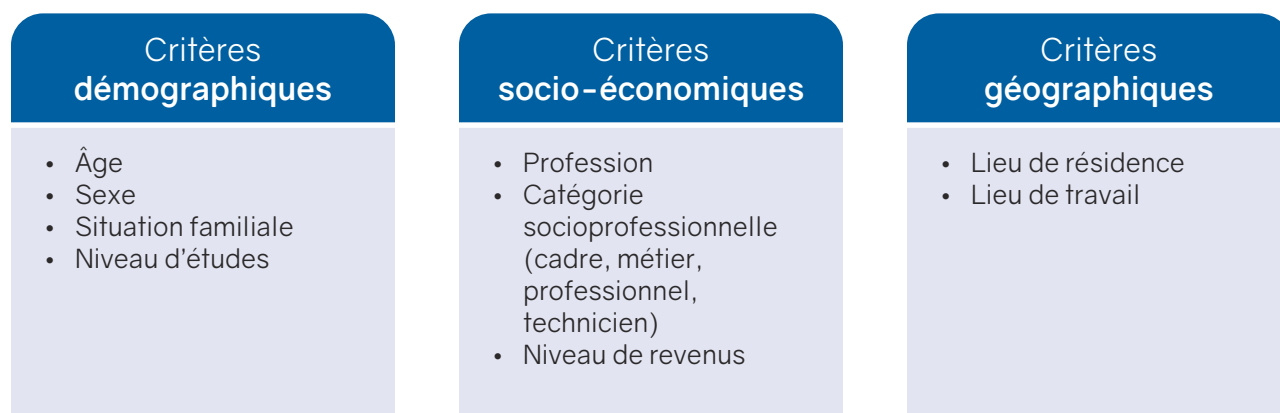 Critères
démographiques
• Âge
• Sexe
• Situation familiale
• Niveau d’études
Critères
socio-économiques
• Profession
• Catégorie
socioprofessionnelle
(cadre, métier,
professionnel,
technicien)
• Niveau de revenus
Critères
géographiques
• Lieu de résidence
• Lieu de travail